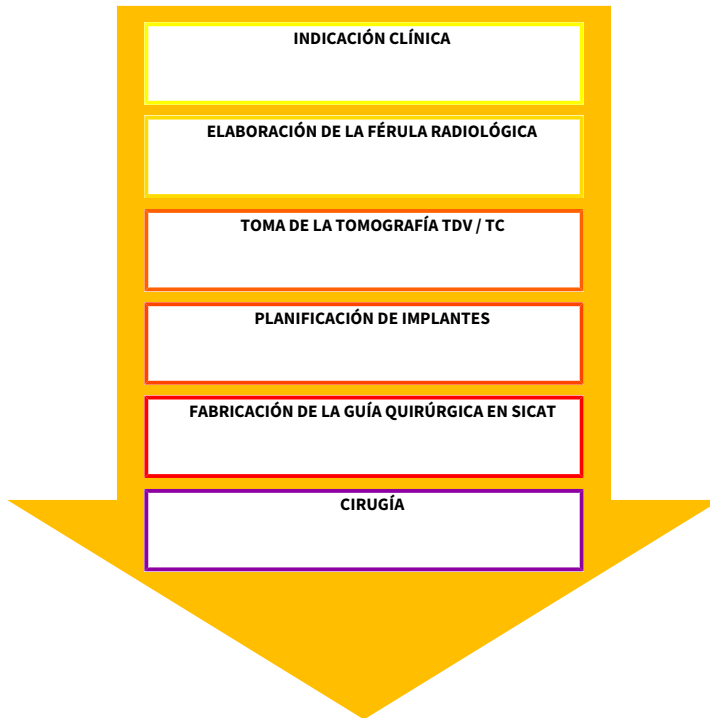 INDICACIÓN CLÍNICA
ELABORACIÓN DE LA FÉRULA RADIOLÓGICA
TOMA DE LA TOMOGRAFÍA TDV / TC
PLANIFICACIÓN DE IMPLANTES
FABRICACIÓN DE LA GUÍA QUIRÚRGICA EN SICAT
CIRUGÍA